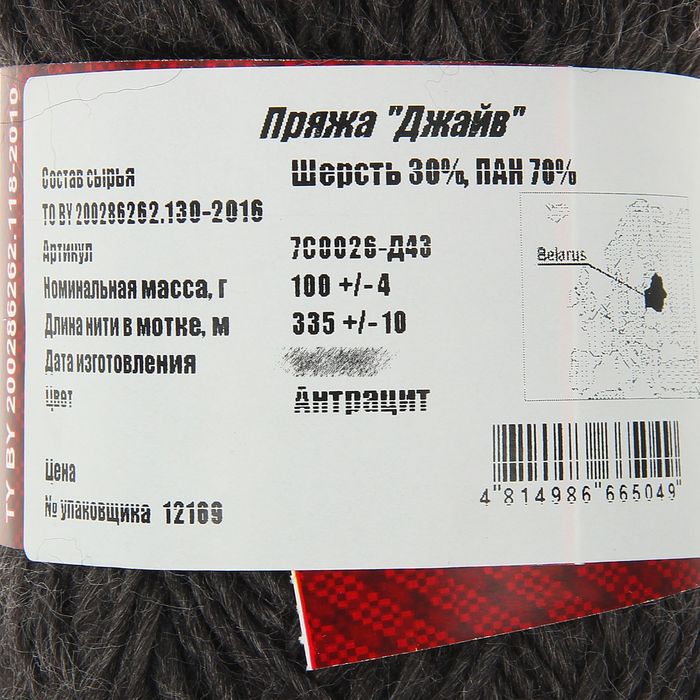 Пряжа "Джайв"
Состав сырья Шерсть 30%, ПАН 70%
ТО BY 200286262.130-2016
Артикул 7С0026-Д43
Номинальная масса, г 100 +/-4
Длина нити в мотке, м 335 +/-10
Дата изготовления
Цвет Антрацит
Цена
№ упаковщика 12169
Belarus
4"814986"665049
TY BY 200286262.118-2010